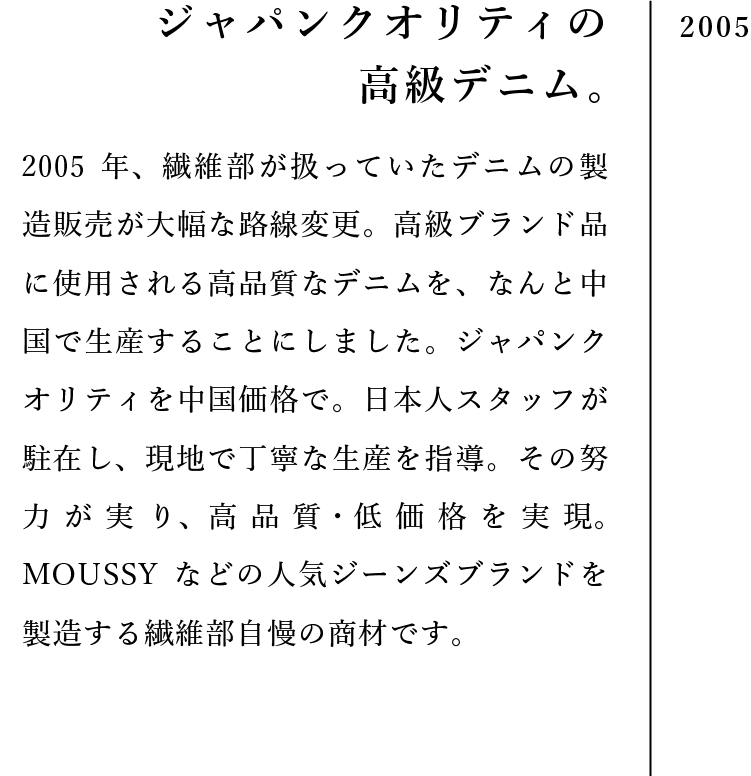 ジャパンクオリティの
高級デニム。
2005 年、繊維部が扱っていたデニムの製
造販売が大幅な路線変更。高級ブランド品
に使用される高品質なデニムを、なんと中
国で生産することにしました。ジャパンク
オリティを中国価格で。日本人スタッフが
駐在し、現地で丁寧な生産を指導。その努
力が実り、高品質・低価格を実現。
MOUSSY などの人気ジーンズブランドを
製造する繊維部自慢の商材です。
2005